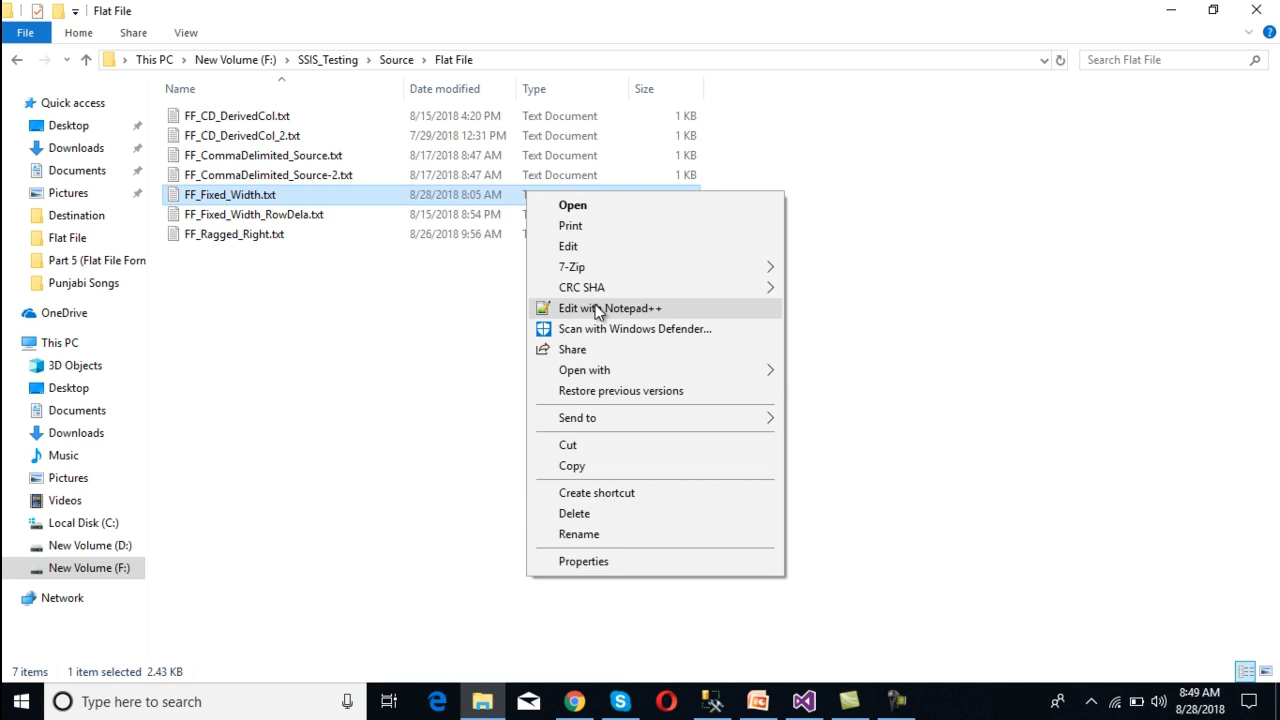 Flat File
File Home Share View
This PC > New Volume (F:) > SSIS_Testing > Source > Flat File
Search Flat File
Name Date modified Type Size
Quick access
Desktop
Downloads
Documents
Pictures
Destination
Flat File
Part 5 (Flat File Forn
Punjabi Songs
OneDrive
This PC
3D Objects
Desktop
Documents
Downloads
Music
Pictures
Videos
Local Disk (C:)
New Volume (D:)
New Volume (F:)
Network
FF_CD_DerivedCol.txt 8/15/2018 4:20 PM Text Document 1 KB
FF_CD_DerivedCol_2.txt 7/29/2018 12:31 PM Text Document 1 KB
FF_CommaDelimited_Source.txt 8/17/2018 8:47 AM Text Document 1 KB
FF_CommaDelimited_Source-2.txt 8/17/2018 8:47 AM Text Document 1 KB
FF_Fixed_Width.txt 8/28/2018 8:05 AM
FF_Fixed_Width_RowDela.txt 8/15/2018 8:54 PM
FF_Ragged_Right.txt 8/26/2018 9:56 AM
Open
Print
Edit
7-Zip
CRC SHA
Edit with Notepad++
Scan with Windows Defender...
Share
Open with
Restore previous versions
Send to
Cut
Copy
Create shortcut
Delete
Rename
Properties
7 items 1 item selected 2.43 KB
Type here to search
8:49 AM
8/28/2018